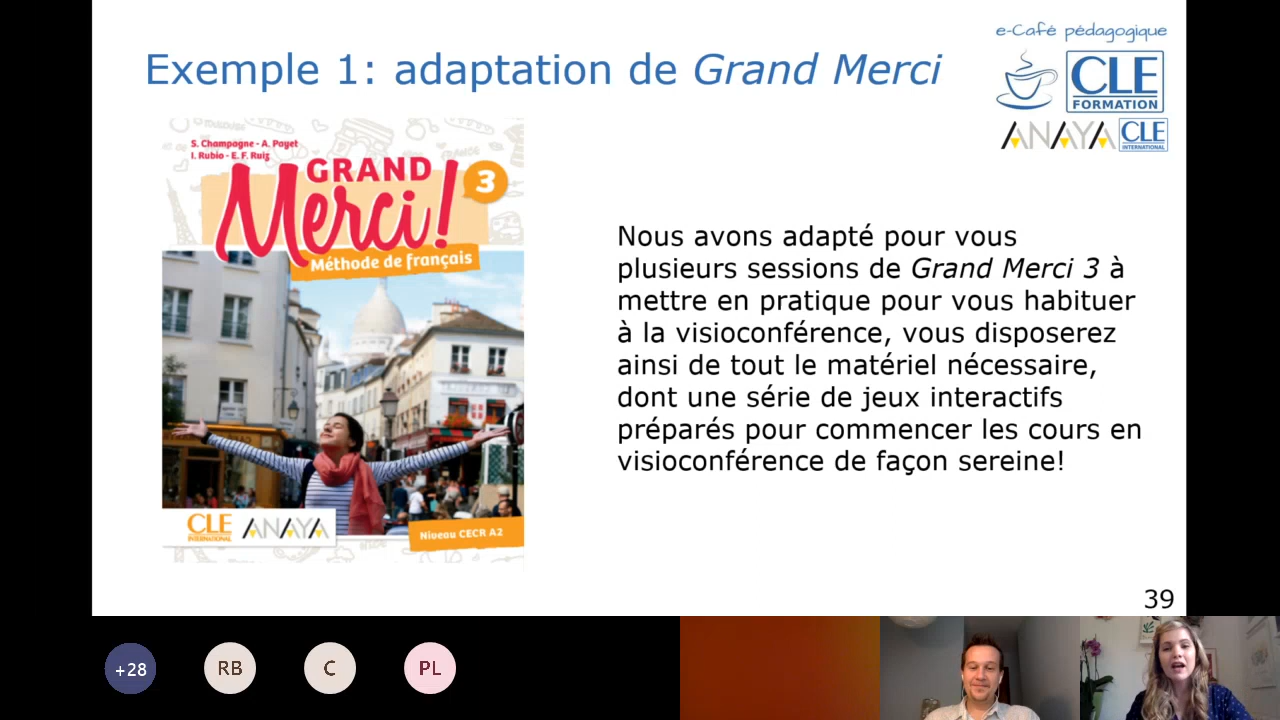 e-Café pédagogique
Exemple 1: adaptation de Grand Merci
CLE
FORMATION
ANAYA CLE
INTERNATIONAL
S. Champagne - A. Payet
I. Rubio - E. F. Ruiz
GRAND
Merci! 3
Méthode de français
Nous avons adapté pour vous
plusieurs sessions de Grand Merci 3 à
mettre en pratique pour vous habituer
à la visioconférence, vous disposerez
ainsi de tout le matériel nécessaire,
dont une série de jeux interactifs
préparés pour commencer les cours en
visioconférence de façon sereine!
CLE ANAYA
INTERNATIONAL
Niveau CECR A2
39
+28
RB
C
PL